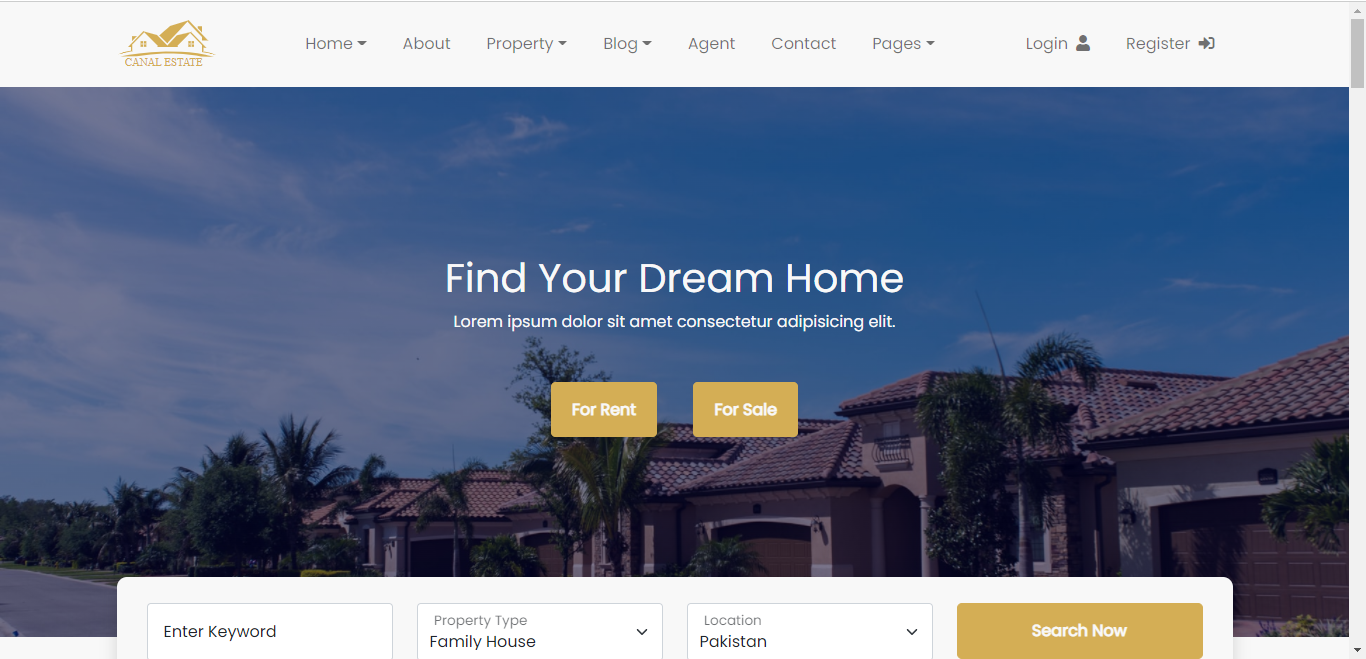 CANAL ESTATE
Home About Property Blog Agent Contact Pages Login Register
Find Your Dream Home
Lorem ipsum dolor sit amet consectetur adipisicing elit.
For Rent For Sale
Enter Keyword
Property Type
Family House
Location
Pakistan
Search Now